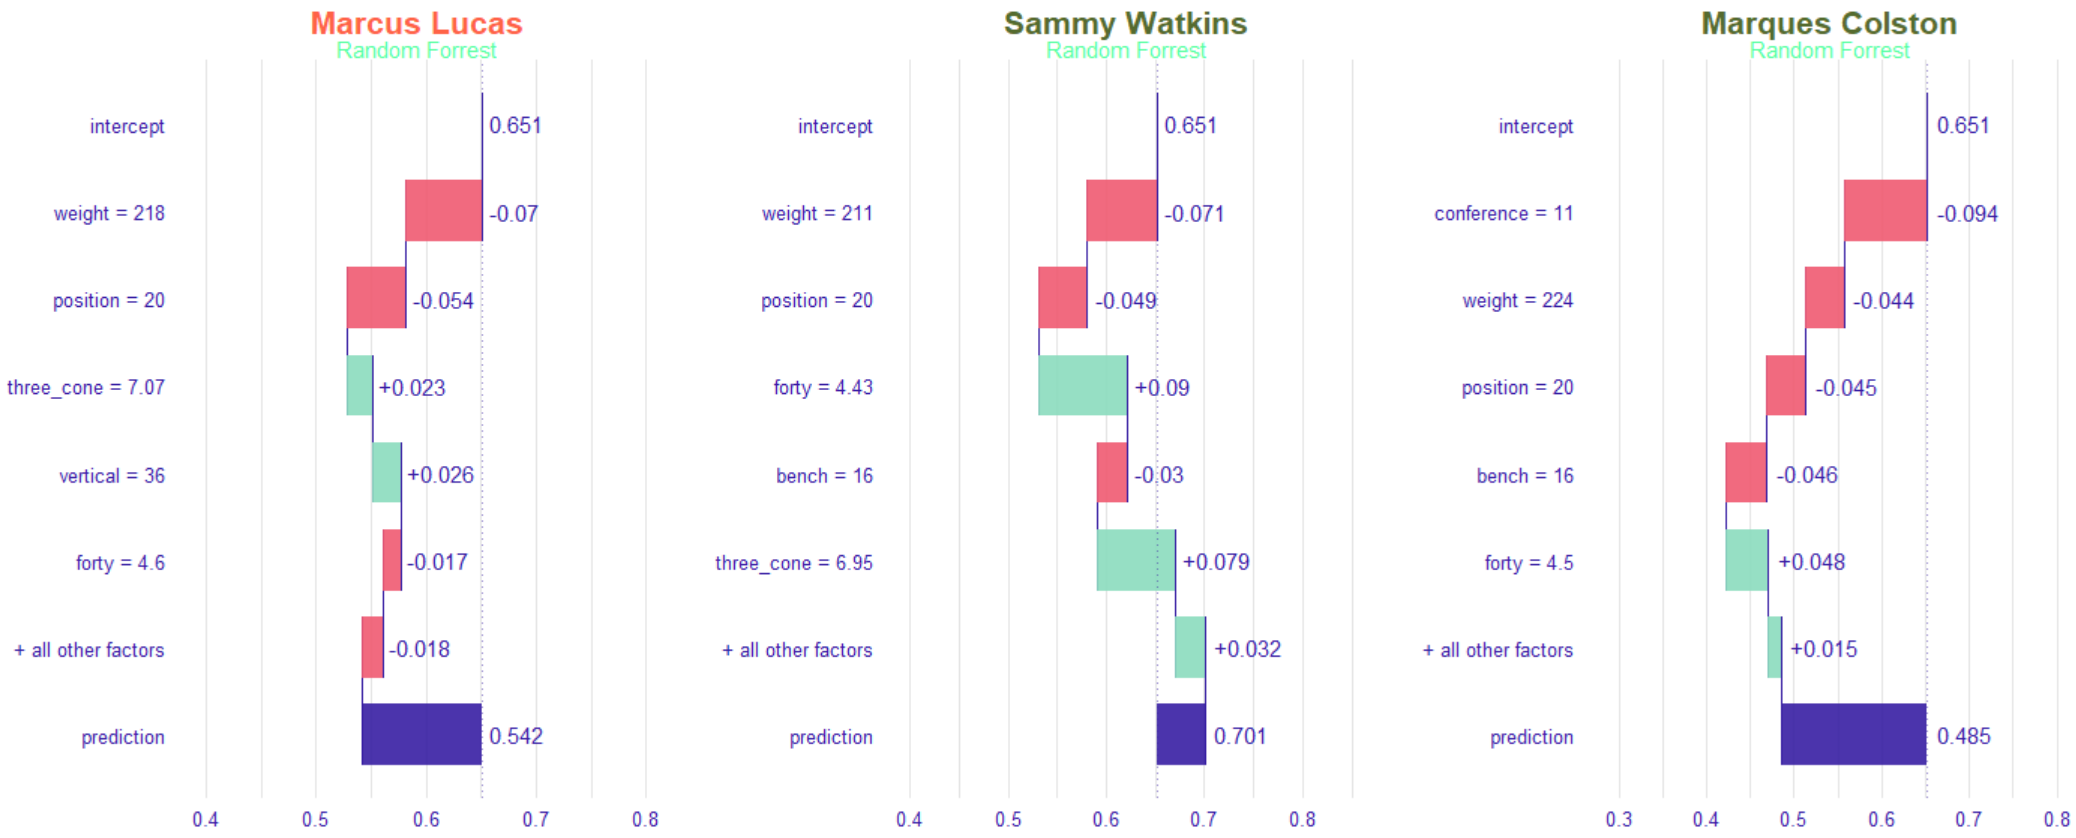 Marcus Lucas
Random Forrest
intercept
0.651
weight = 218
-0.07
position = 20
-0.054
three_cone = 7.07
+0.023
vertical = 36
+0.026
forty = 4.6
-0.017
+ all other factors
-0.018
prediction
0.542
0.4 0.5 0.6 0.7 0.8
Sammy Watkins
Random Forrest
intercept
0.651
weight = 211
-0.071
position = 20
-0.049
forty = 4.43
+0.09
bench = 16
-0.03
three_cone = 6.95
+0.079
+ all other factors
+0.032
prediction
0.701
0.4 0.5 0.6 0.7 0.8
Marques Colston
Random Forrest
intercept
0.651
conference = 11
-0.094
weight = 224
-0.044
position = 20
-0.045
bench = 16
-0.046
forty = 4.5
+0.048
+ all other factors
+0.015
prediction
0.485
0.3 0.4 0.5 0.6 0.7 0.8